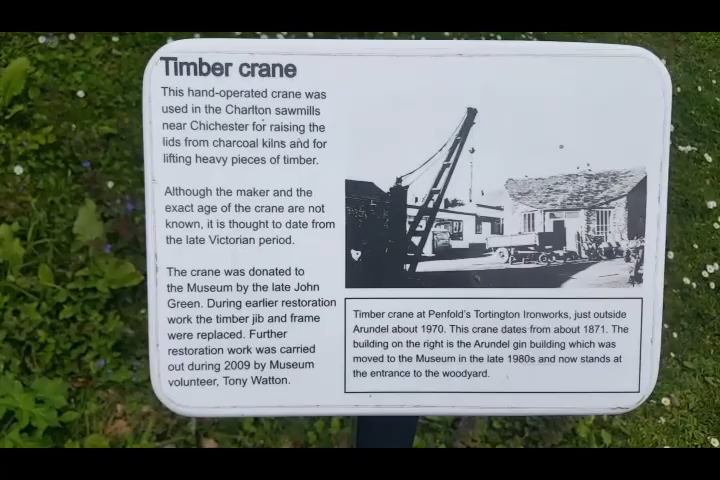 Timber crane
This hand-operated crane was
used in the Charlton sawmills
near Chichester for raising the
lids from charcoal kilns and for
lifting heavy pieces of timber.
Although the maker and the
exact age of the crane are not
known, it is thought to date from
the late Victorian period.
The crane was donated to
the Museum by the late John
Green. During earlier restoration
work the timber jib and frame
were replaced. Further
restoration work was carried
out during 2009 by Museum
volunteer, Tony Watton.
Timber crane at Penfold's Tortington Ironworks, just outside
Arundel about 1970. This crane dates from about 1871. The
building on the right is the Arundel gin building which was
moved to the Museum in the late 1980s and now stands at
the entrance to the woodyard.